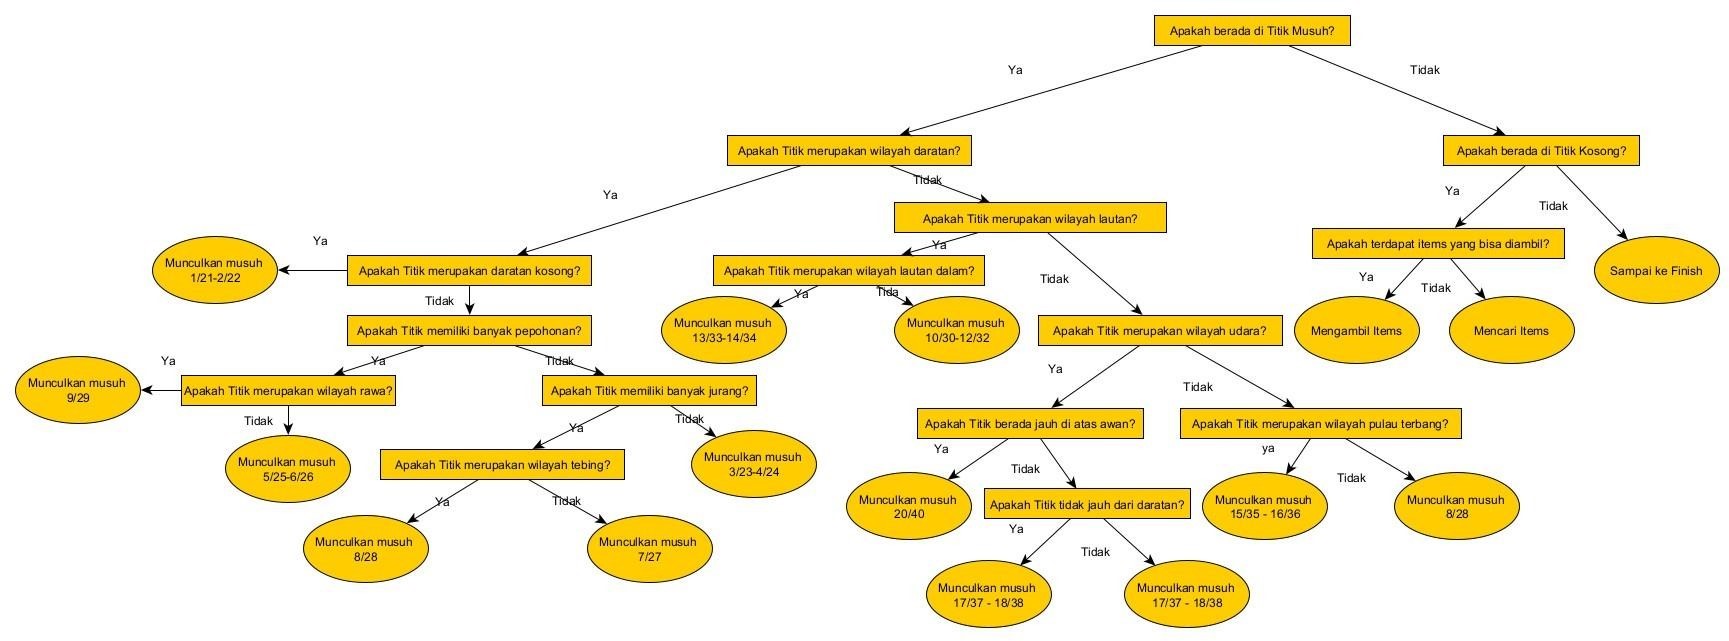 Apakah berada di Titik Musuh?
Ya
Tidak
Apakah Titik merupakan wilayah daratan?
Apakah berada di Titik Kosong?
Ya
Tidak
Ya
Tidak
Apakah Titik merupakan wilayah lautan?
Apakah terdapat items yang bisa diambil?
Sampai ke Finish
Ya
Munculkan musuh
1/21-2/22
Apakah Titik merupakan daratan kosong?
Ya
Apakah Titik merupakan wilayah lautan dalam?
Tidak
Ya
Tidak
Tidak
Ya
Tida
Munculkan musuh
13/33-14/34
Munculkan musuh
10/30-12/32
Mengambil Items
Mencari Items
Apakah Titik memiliki banyak pepohonan?
Apakah Titik merupakan wilayah udara?
Ya
Ya
Tidak
Ya
Tidak
Munculkan musuh
9/29
Apakah Titik merupakan wilayah rawa?
Apakah Titik memiliki banyak jurang?
Tidak
Ya
Tidak
Apakah Titik berada jauh di atas awan?
Apakah Titik merupakan wilayah pulau terbang?
Munculkan musuh
5/25-6/26
Apakah Titik merupakan wilayah tebing?
Munculkan musuh
3/23-4/24
Ya
Tidak
ya
Tidak
Ya
Tidak
Munculkan musuh
20/40
Apakah Titik tidak jauh dari daratan?
Munculkan musuh
15/35 - 16/36
Munculkan musuh
8/28
Munculkan musuh
8/28
Munculkan musuh
7/27
Ya
Tidak
Munculkan musuh
17/37 - 18/38
Munculkan musuh
17/37 - 18/38